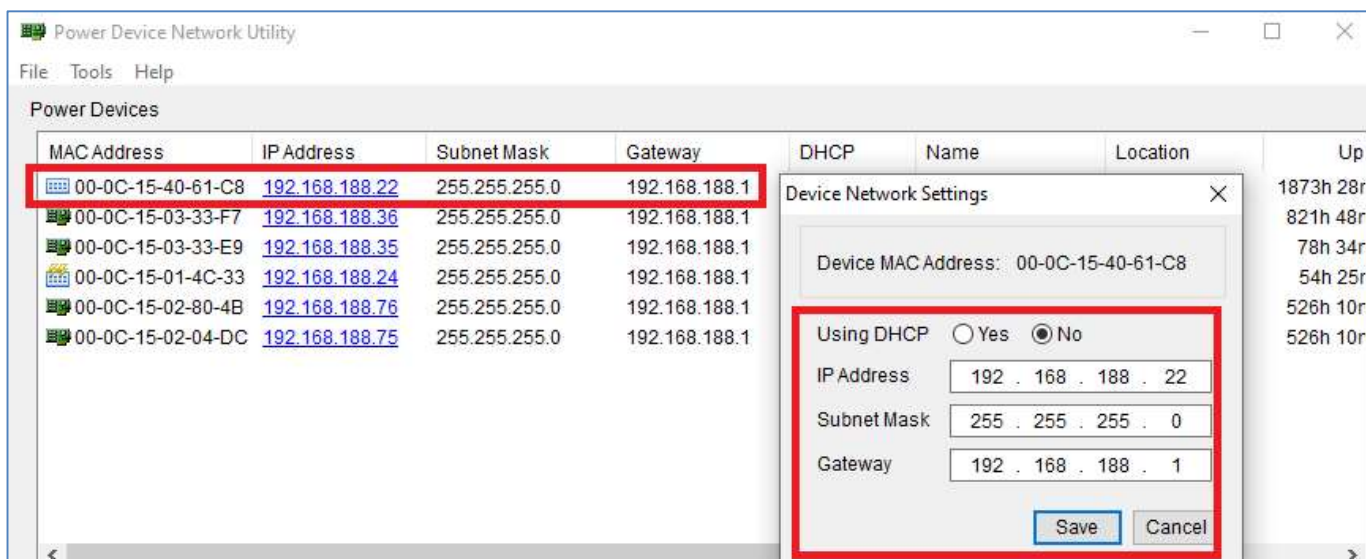 Power Device Network Utility
File Tools Help
Power Devices
MAC Address IP Address Subnet Mask Gateway DHCP Name Location Up
00-0C-15-40-61-C8 192.168.188.22 255.255.255.0 192.168.188.1 1873h 28
00-0C-15-03-33-F7 192.168.188.36 255.255.255.0 192.168.188.1 821h 48
00-0C-15-03-33-E9 192.168.188.35 255.255.255.0 192.168.188.1 78h 34
00-0C-15-01-4C-33 192.168.188.24 255.255.255.0 192.168.188.1 54h 25
00-0C-15-02-80-4B 192.168.188.76 255.255.255.0 192.168.188.1 526h 10
00-0C-15-02-04-DC 192.168.188.75 255.255.255.0 192.168.188.1 526h 10
Device Network Settings
Device MAC Address: 00-0C-15-40-61-C8
Using DHCP Yes No
IP Address 192 . 168 . 188 . 22
Subnet Mask 255 . 255 . 255 . 0
Gateway 192 . 168 . 188 . 1
Save Cancel